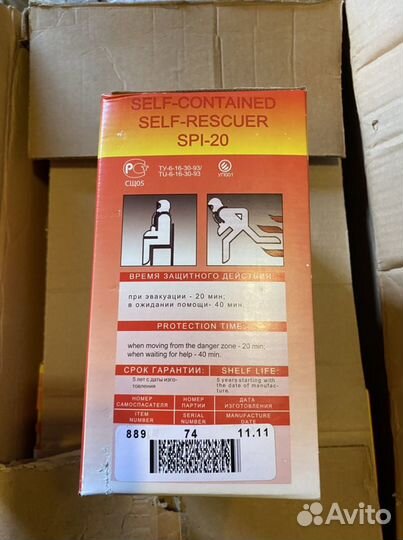 SELF-CONTAINED
SELF-RESCUER
SPI-20
ТУ-6-16-30-93/
TU-6-16-30-93
СЩ05
УП001
ВРЕМЯ ЗАЩИТНОГО ДЕЙСТВИЯ:
при эвакуации - 20 мин;
в ожидании помощи- 40 мин.
PROTECTION TIME:
when moving from the danger zone - 20 min;
when waiting for help - 40 min.
СРОК ГАРАНТИИ: SHELF LIFE:
5 лет с даты изго- 5 years starting with
товления the date of manufac-
ture.
НОМЕР НОМЕР ДАТА
САМОСПАСАТЕЛЯ ПАРТИИ ИЗГОТОВЛЕНИЯ
ITEM SERIAL MANUFACTURE
NUMBER NUMBER DATE
889 74 11.11
Avito